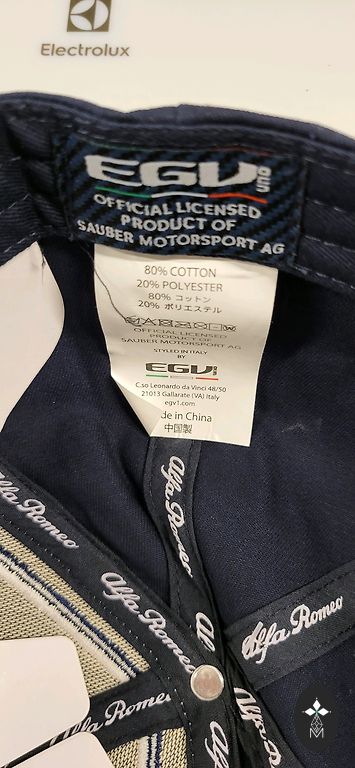 Electrolux
EGV
OFFICIAL LICENSED
PRODUCT OF
SAUBER MOTORSPORT AG
80% COTTON
20% POLYESTER
80% コットン
20% ポリエステル
OFFICIAL LICENSED
PRODUCT OF
SAUBER MOTORSPORT AG
STYLED IN ITALY
BY
EGV
C.so Leonardo da Vinci 48/50
21013 Gallarate (VA) Italy
egv1.com
de in China
中国製
Alfa Romeo
Alfa Romeo
Alfa Romeo
Alfa Romeo
Alfa Romeo